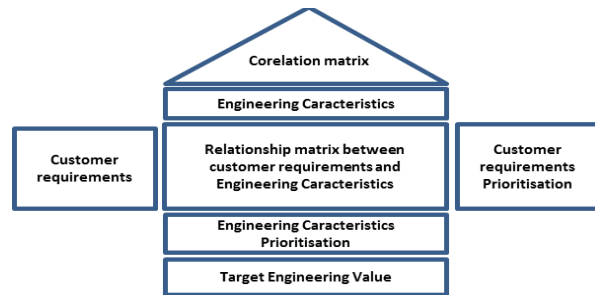 Corelation matrix
Engineering Caracteristics
Customer
requirements
Relationship matrix between
customer requirements and
Engineering Caracteristics
Customer
requirements
Prioritisation
Engineering Caracteristics
Prioritisation
Target Engineering Value